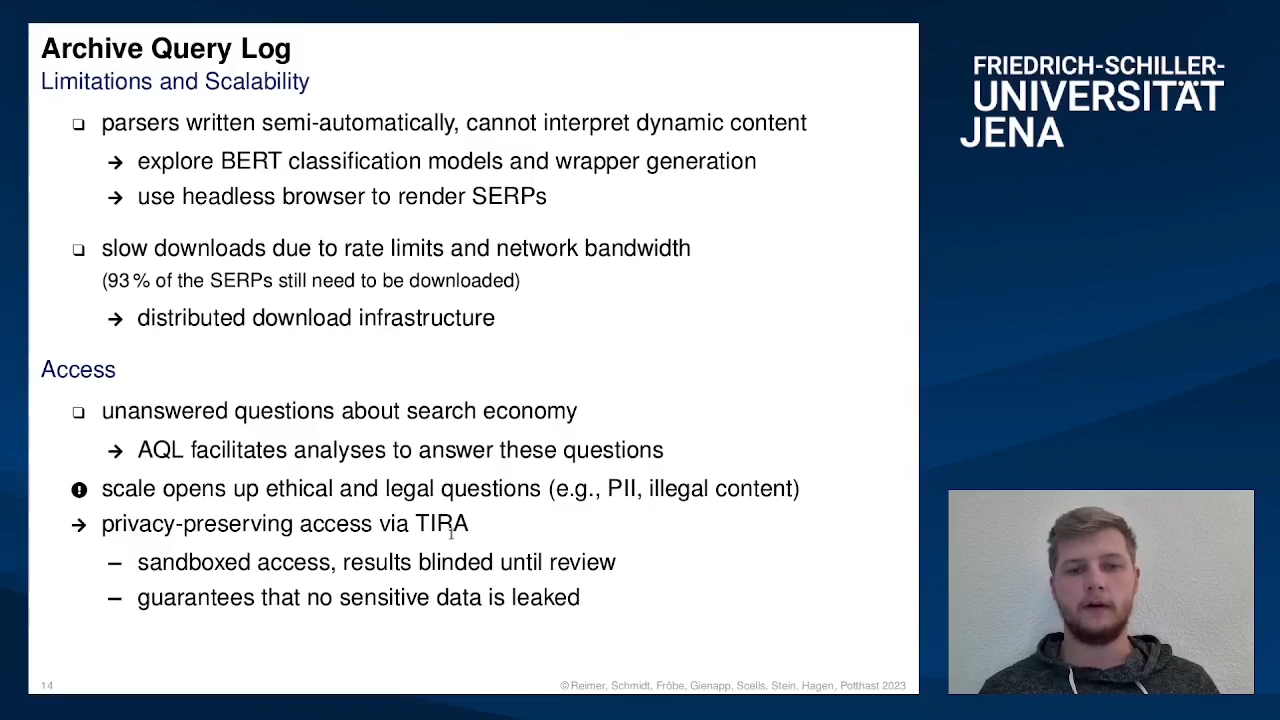 Archive Query Log
Limitations and Scalability
❏ parsers written semi-automatically, cannot interpret dynamic content
→ explore BERT classification models and wrapper generation
→ use headless browser to render SERPs
❏ slow downloads due to rate limits and network bandwidth
(93 % of the SERPs still need to be downloaded)
→ distributed download infrastructure
Access
❏ unanswered questions about search economy
→ AQL facilitates analyses to answer these questions
scale opens up ethical and legal questions (e.g., PII, illegal content)
→ privacy-preserving access via TIRA
– sandboxed access, results blinded until review
– guarantees that no sensitive data is leaked
14
© Reimer, Schmidt, Fröbe, Gienapp, Scells, Stein, Hagen, Potthast 2023
FRIEDRICH-SCHILLER-
UNIVERSITÄT
JENA